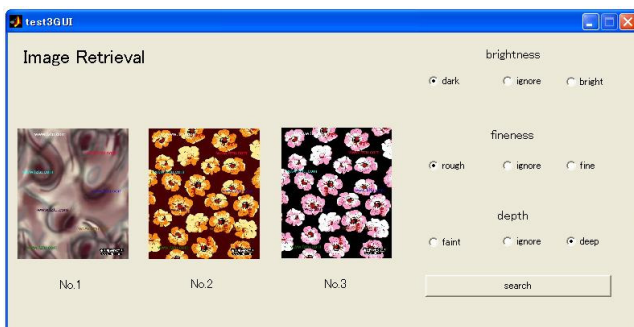 test3GUI
Image Retrieval
brightness
dark ignore bright
fineness
rough ignore fine
depth
faint ignore deep
No.1 No.2 No.3
search